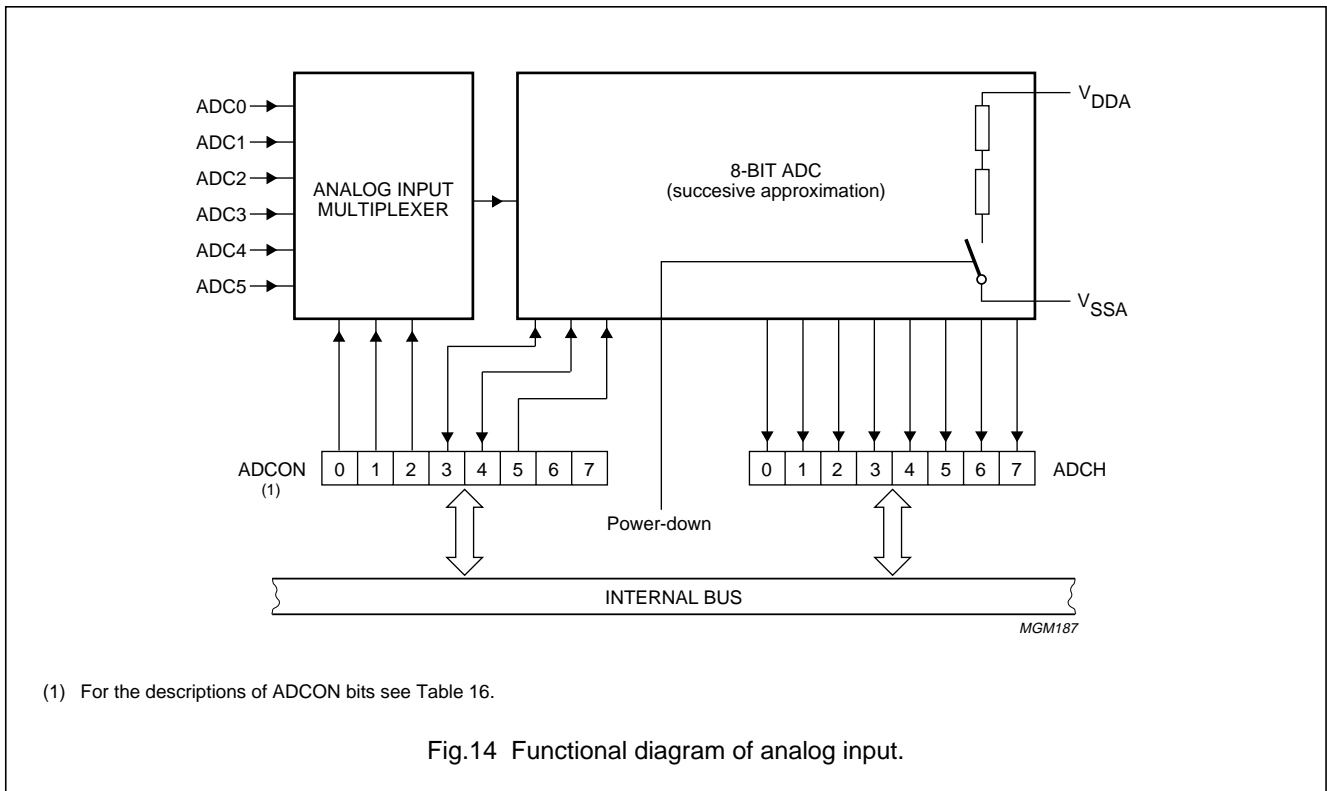 ADC0
ADC1
ADC2
ADC3
ADC4
ADC5
ANALOG INPUT
MULTIPLEXER
8-BIT ADC
(succesive approximation)
VDDA
VSSA
ADCON
(1)
0 1 2 3 4 5 6 7
0 1 2 3 4 5 6 7
ADCH
Power-down
INTERNAL BUS
MGM187
(1) For the descriptions of ADCON bits see Table 16.
Fig.14 Functional diagram of analog input.